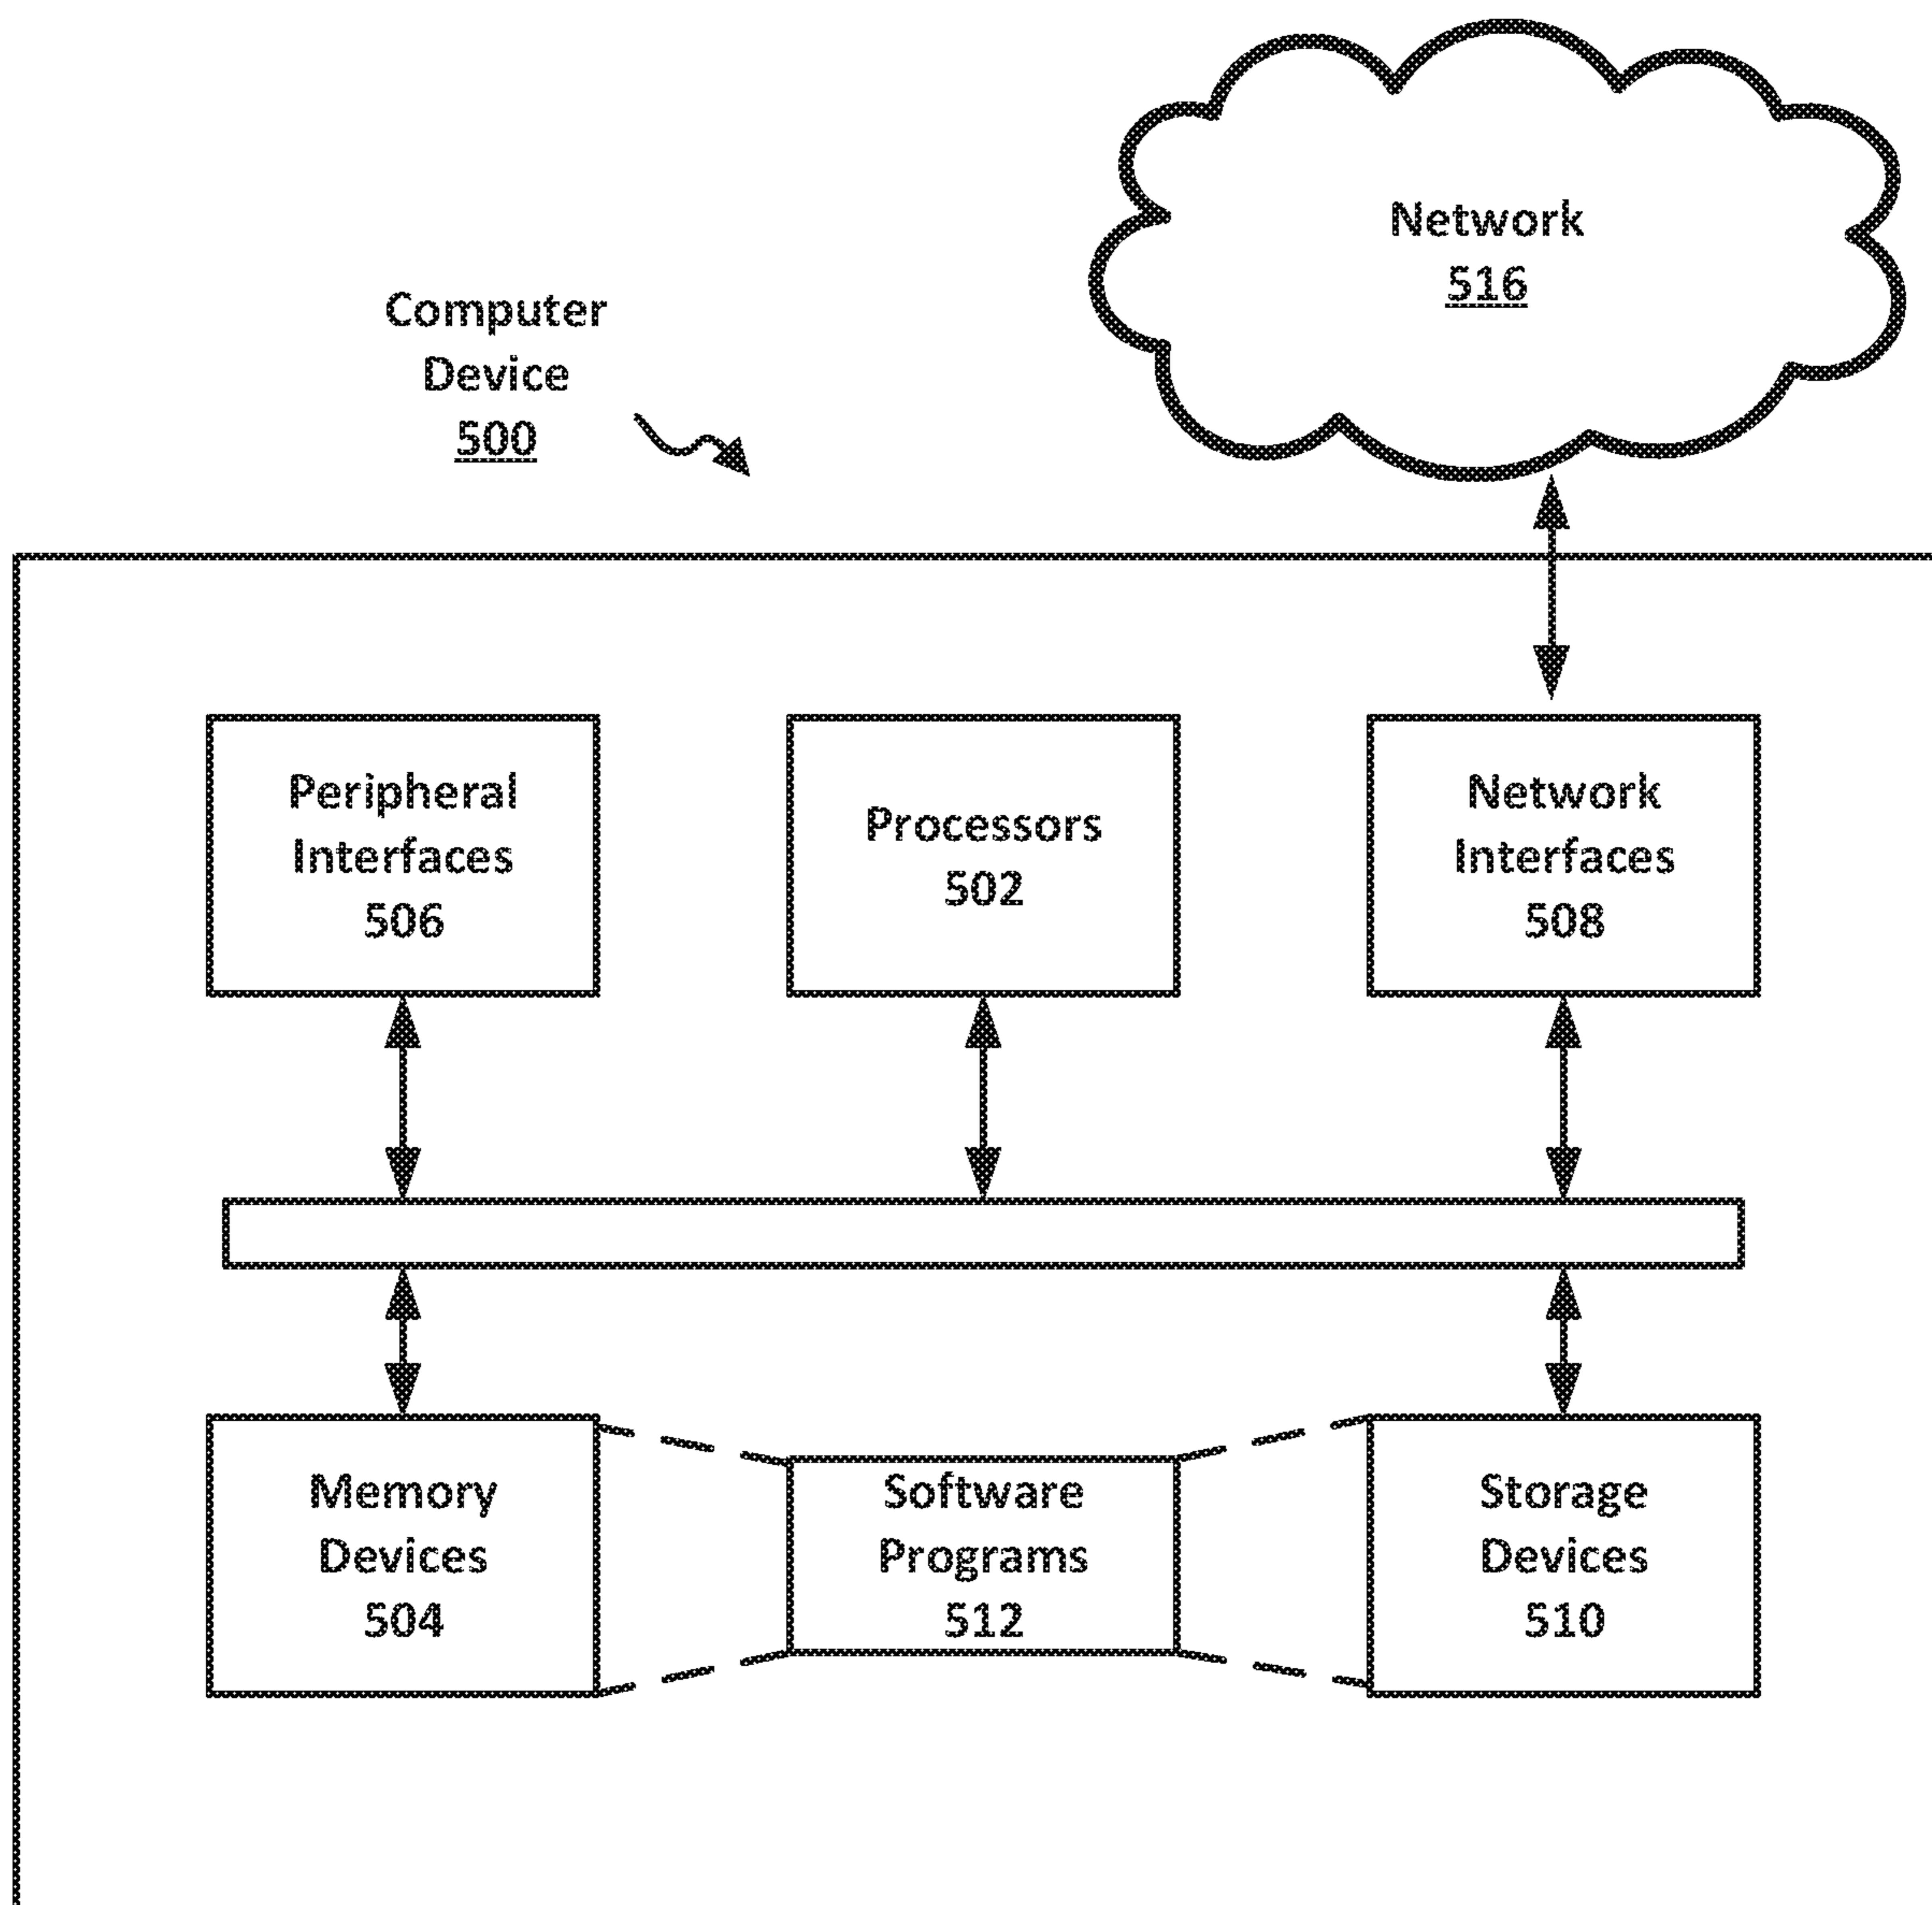 Network
516
Computer
Device
500
Peripheral
Interfaces
506
Processors
502
Network
Interfaces
508
Memory
Devices
504
Software
Programs
512
Storage
Devices
510